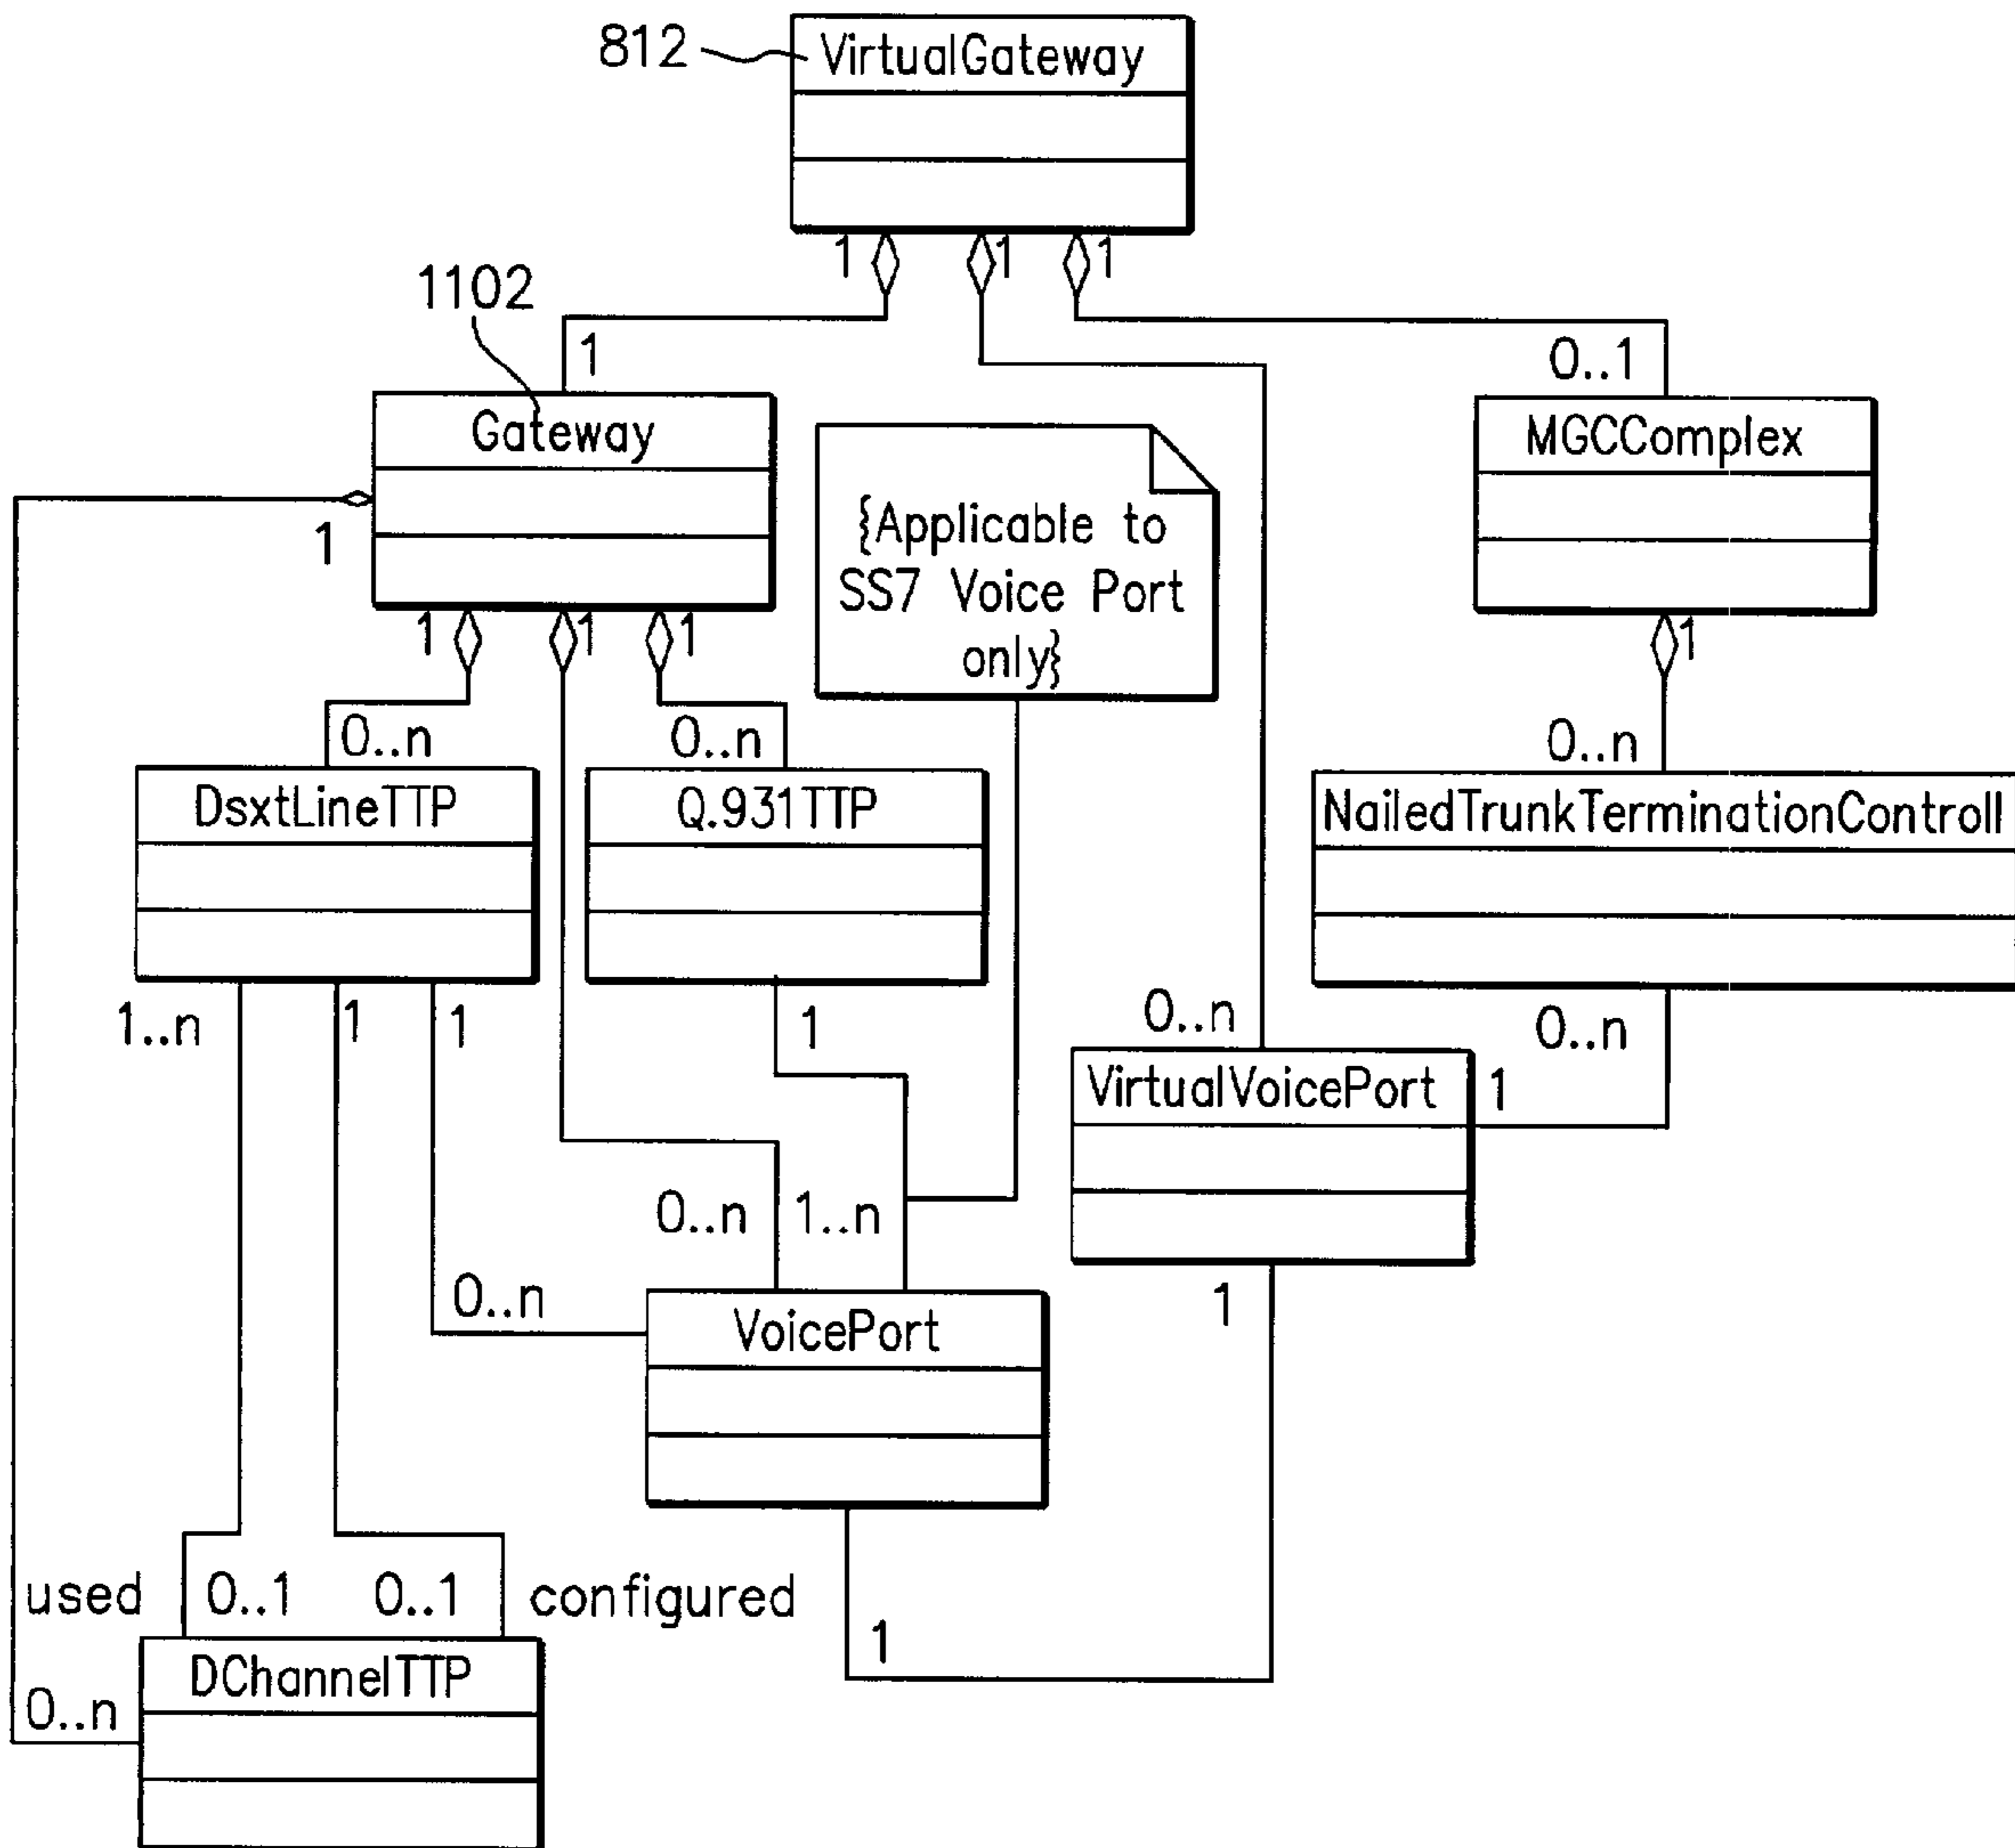 812
VirtualGateway
1
1
1
1102
1
0..1
Gateway
MGCComplex
1
{Applicable to
SS7 Voice Port
only}
1
1
1
1
0..n
0..n
0..n
DsxtLineTTP
Q.931TTP
NailedTrunkTerminationControll
1..n
1
1
1
0..n
0..n
VirtualVoicePort
1
0..n
1..n
0..n
1
VoicePort
used
0..1
0..1
configured
1
DChannelTTP
0..n